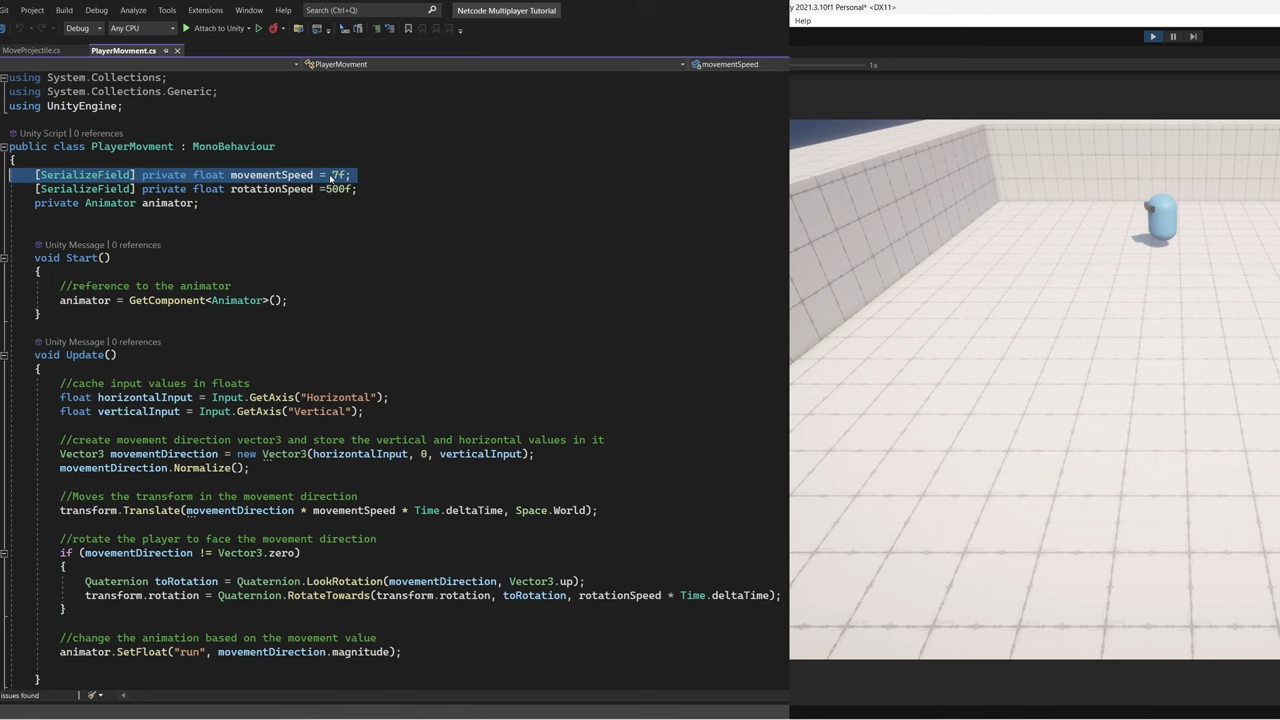 Git Project Build Debug Test Analyze Tools Extensions Window Help Search (Ctrl+Q) Netcode Multiplayer Tutorial
Debug Any CPU Attach to Unity
MoveProjectile.cs PlayerMovment.cs
PlayerMovment movementSpeed
using System.Collections;
using System.Collections.Generic;
using UnityEngine;
Unity Script | 0 references
public class PlayerMovment : MonoBehaviour
{
[SerializeField] private float movementSpeed = 7f;
[SerializeField] private float rotationSpeed =500f;
private Animator animator;
Unity Message | 0 references
void Start()
{
//reference to the animator
animator = GetComponent<Animator>();
}
Unity Message | 0 references
void Update()
{
//cache input values in floats
float horizontalInput = Input.GetAxis("Horizontal");
float verticalInput = Input.GetAxis("Vertical");
//create movement direction vector3 and store the vertical and horizontal values in it
Vector3 movementDirection = new Vector3(horizontalInput, 0, verticalInput);
movementDirection.Normalize();
//Moves the transform in the movement direction
transform.Translate(movementDirection * movementSpeed * Time.deltaTime, Space.World);
//rotate the player to face the movement direction
if (movementDirection != Vector3.zero)
{
Quaternion toRotation = Quaternion.LookRotation(movementDirection, Vector3.up);
transform.rotation = Quaternion.RotateTowards(transform.rotation, toRotation, rotationSpeed * Time.deltaTime);
}
//change the animation based on the movement value
animator.SetFloat("run", movementDirection.magnitude);
}
issues found
y 2021.3.10f1 Personal* <DX11>
Help
1x